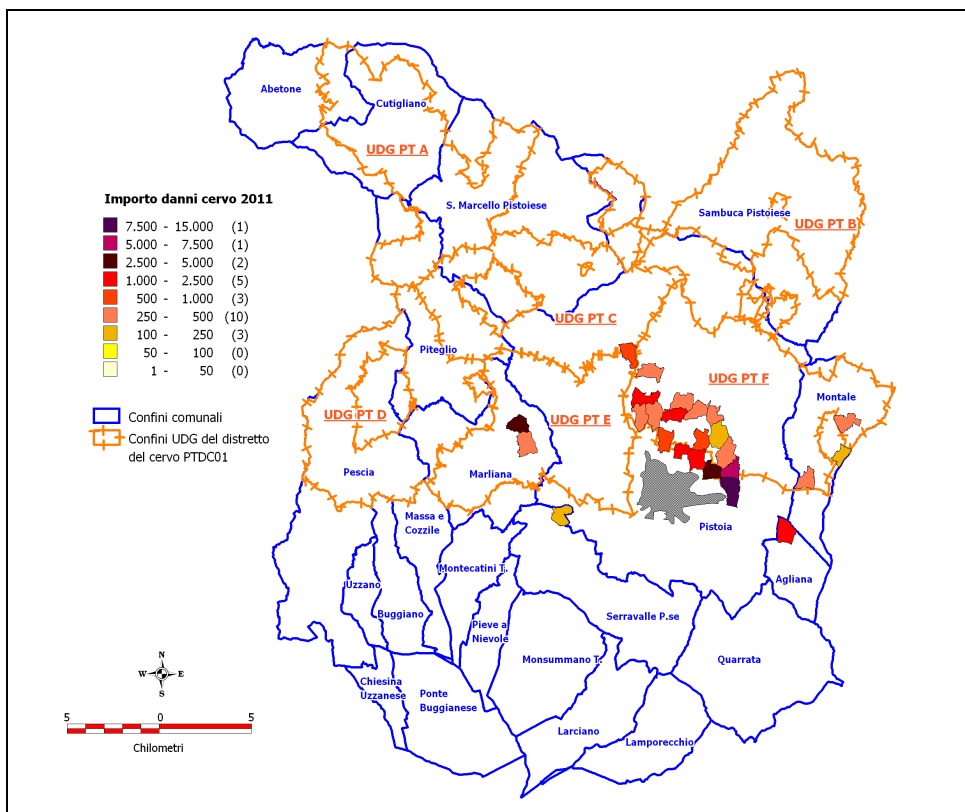 Abetone
Cutigliano
UDG PT A
Importo danni cervo 2011
7.500 - 15.000 (1)
5.000 - 7.500 (1)
2.500 - 5.000 (2)
1.000 - 2.500 (5)
500 - 1.000 (3)
250 - 500 (10)
100 - 250 (3)
50 - 100 (0)
1 - 50 (0)
Confini comunali
Confini UDG del distretto
del cervo PTDC01
S. Marcello Pistoiese
Sambuca Pistoiese
UDG PT B
UDG PT C
Piteglio
UDG PT F
Montale
UDG PT D
UDG PT E
Pescia
Marliana
Massa e
Cozzile
Pistoia
Montecatini T.
Agliana
Uzzano
Buggiano
Pieve a
Nievole
Serravalle P.se
Monsummano T.
Quarrata
Chiesina
Uzzanese
Ponte
Buggianese
Larciano
Lamporecchio
N
W E
S
5 0 5
Chilometri